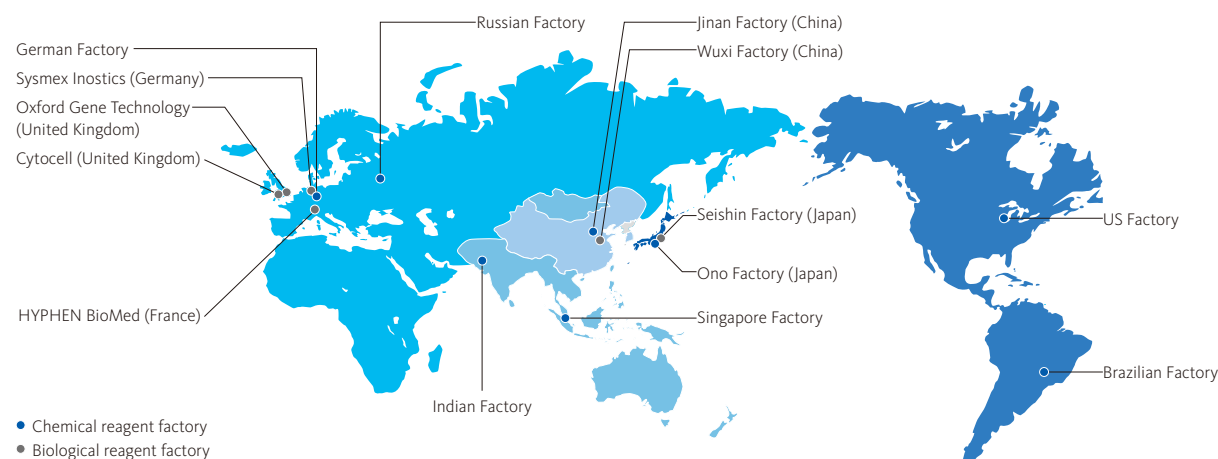 Russian Factory
Jinan Factory (China)
German Factory
Wuxi Factory (China)
Sysmex Inostics (Germany)
Oxford Gene Technology
(United Kingdom)
Cytocell (United Kingdom)
Seishin Factory (Japan)
US Factory
Ono Factory (Japan)
HYPHEN BioMed (France)
Singapore Factory
Brazilian Factory
Indian Factory
Chemical reagent factory
Biological reagent factory